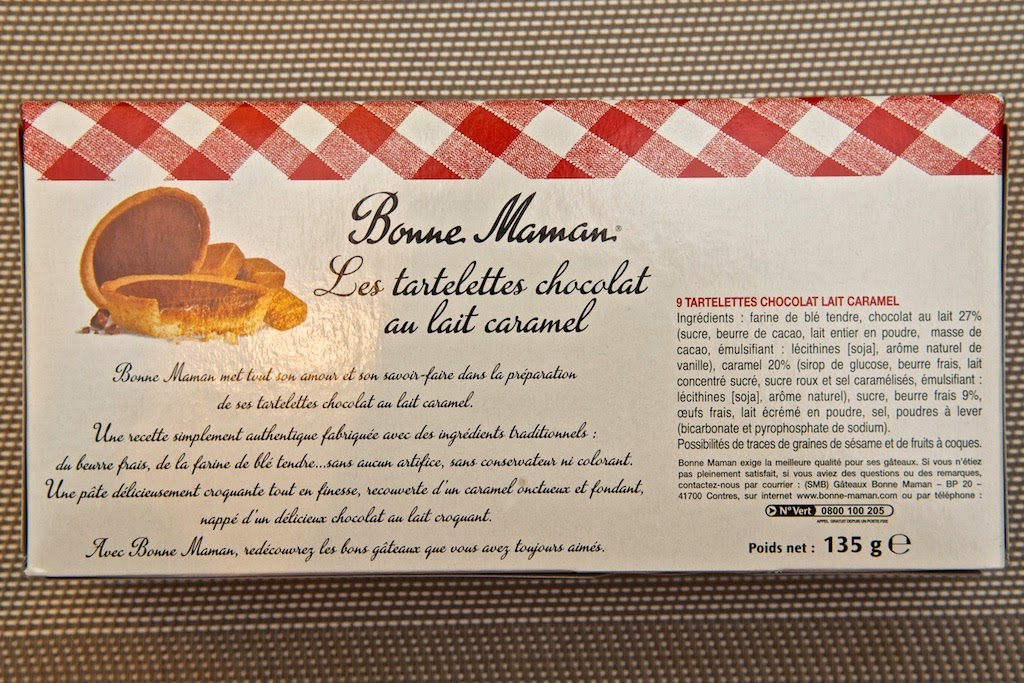 Bonne Maman®
Les tartelettes chocolat
au lait caramel
Bonne Maman met tout son amour et son savoir-faire dans la préparation
de ses tartelettes chocolat au lait caramel.
Une recette simplement authentique fabriquée avec des ingrédients traditionnels :
du beurre frais, de la farine de blé tendre...sans aucun artifice, sans conservateur ni colorant.
Une pâte délicieusement croquante tout en finesse, recouverte d'un caramel onctueux et fondant,
nappé d'un délicieux chocolat au lait croquant.
Avec Bonne Maman, redécouvrez les bons gâteaux que vous avez toujours aimés.
9 TARTELETTES CHOCOLAT LAIT CARAMEL
Ingrédients : farine de blé tendre, chocolat au lait 27%
(sucre, beurre de cacao, lait entier en poudre, masse de
cacao, émulsifiant : lécithines [soja], arôme naturel de
vanille), caramel 20% (sirop de glucose, beurre frais, lait
concentré sucré, sucre roux et sel caramélisés, émulsifiant :
lécithines [soja], arôme naturel), sucre, beurre frais 9%,
œufs frais, lait écrémé en poudre, sel, poudres à lever
(bicarbonate et pyrophosphate de sodium).
Possibilités de traces de graines de sésame et de fruits à coques.
Bonne Maman exige la meilleure qualité pour ses gâteaux. Si vous n'étiez
pas pleinement satisfait, si vous aviez des questions ou des remarques,
contactez-nous par courrier : (SMB) Gâteaux Bonne Maman – BP 20 –
41700 Contres, sur internet www.bonne-maman.com ou par téléphone :
N° Vert 0800 100 205
APPEL GRATUIT DEPUIS UN POSTE FIXE
Poids net : 135 g ℮